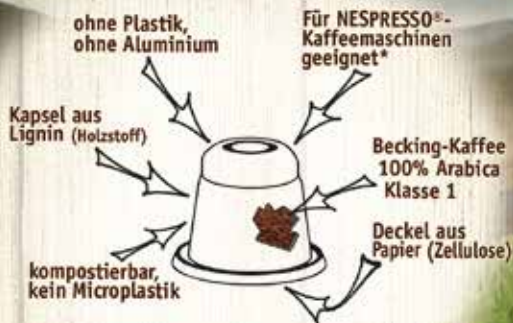 ohne Plastik,
ohne Aluminium
Für NESPRESSO®-
Kaffeemaschinen
geeignet*
Kapsel aus
Lignin (Holzstoff)
Becking-Kaffee
100% Arabica
Klasse 1
Deckel aus
Papier (Zellulose)
kompostierbar,
kein Microplastik